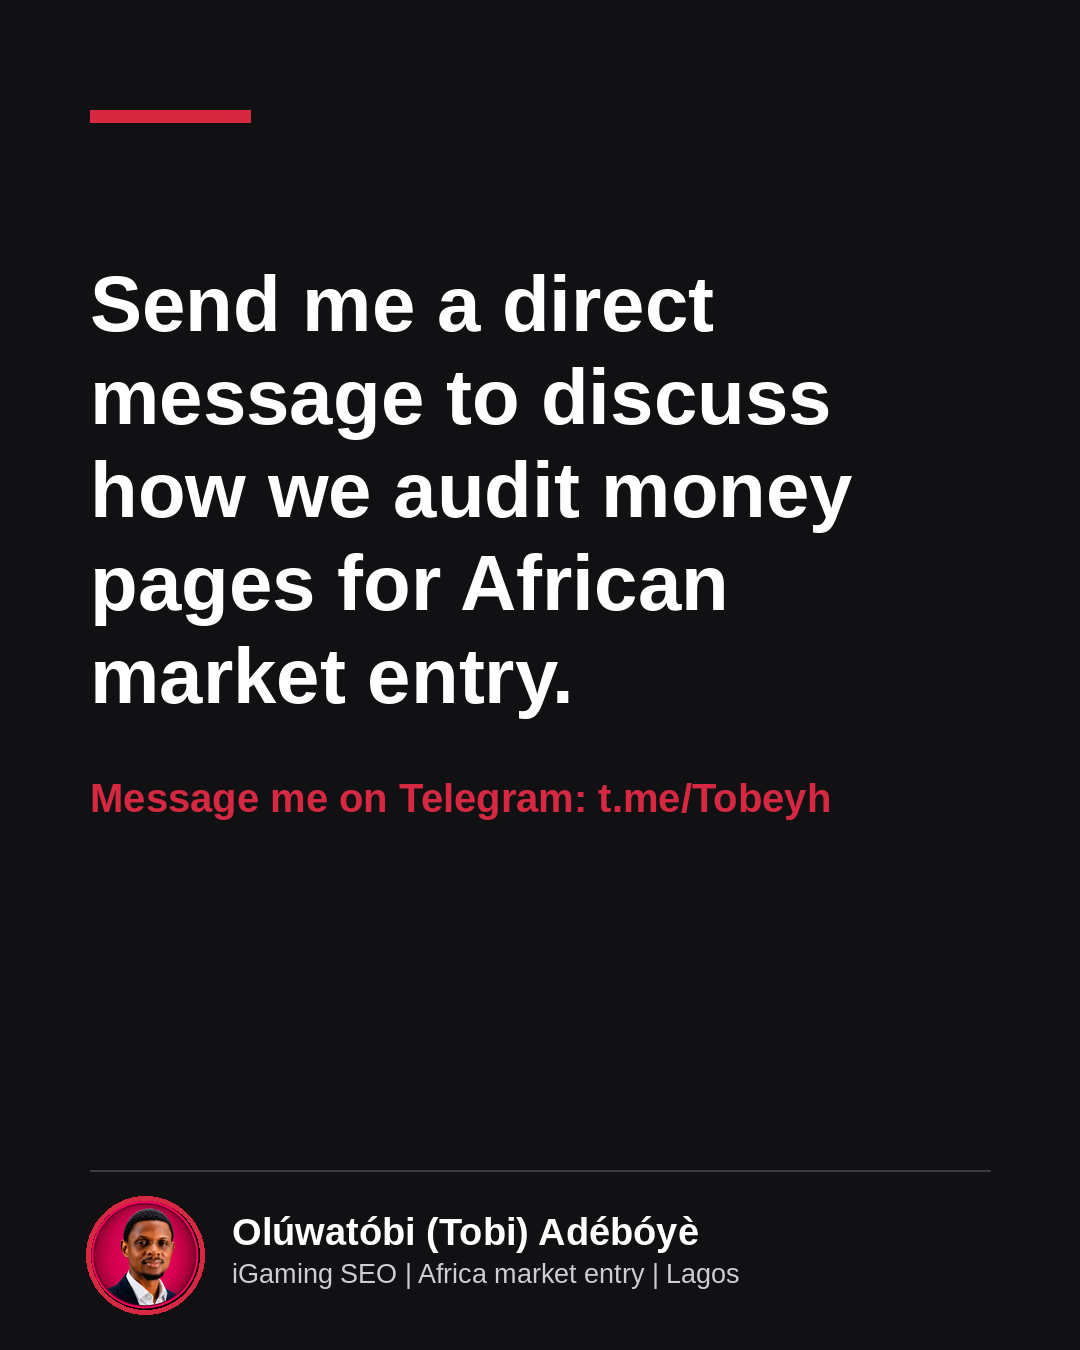 Send me a direct
message to discuss
how we audit money
pages for African
market entry.
Message me on Telegram: t.me/Tobeyh
Olúwatóbi (Tobi) Adébóyè
iGaming SEO | Africa market entry | Lagos